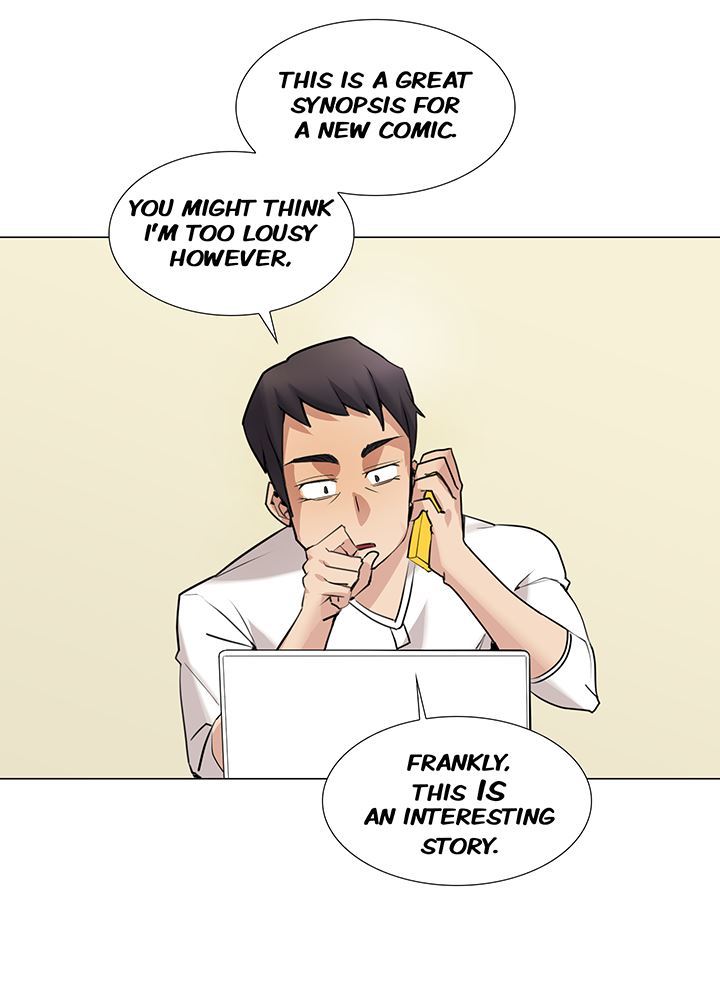 THIS IS A GREAT
SYNOPSIS FOR
A NEW COMIC.
YOU MIGHT THINK
I'M TOO LOUSY
HOWEVER,
FRANKLY,
THIS IS
AN INTERESTING
STORY.